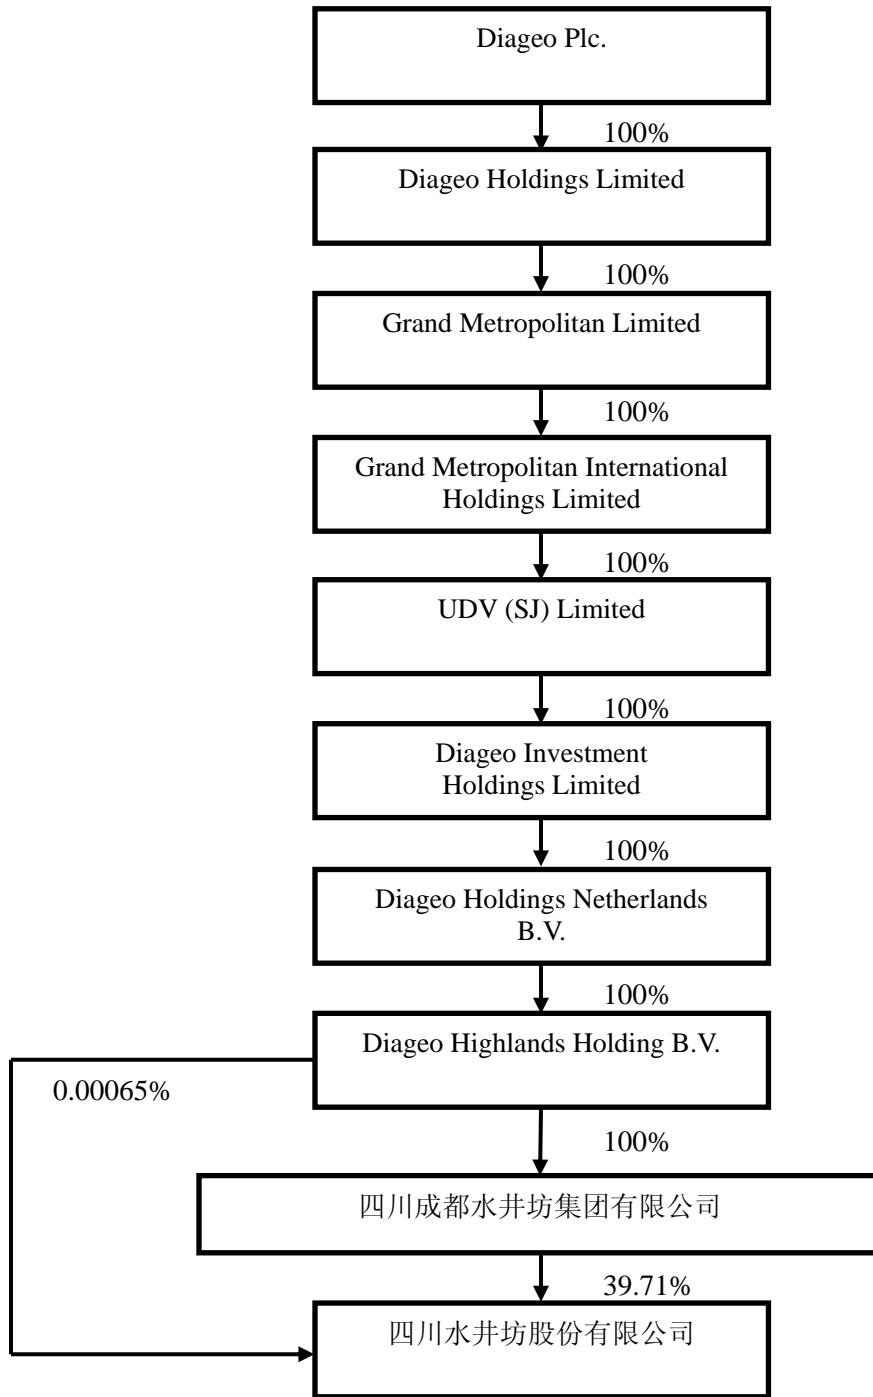 Diageo Plc.
100%
Diageo Holdings Limited
100%
Grand Metropolitan Limited
100%
Grand Metropolitan International
Holdings Limited
100%
UDV (SJ) Limited
100%
Diageo Investment
Holdings Limited
100%
Diageo Holdings Netherlands
B.V.
100%
Diageo Highlands Holding B.V.
0.00065%
100%
四川成都水井坊集团有限公司
39.71%
四川水井坊股份有限公司